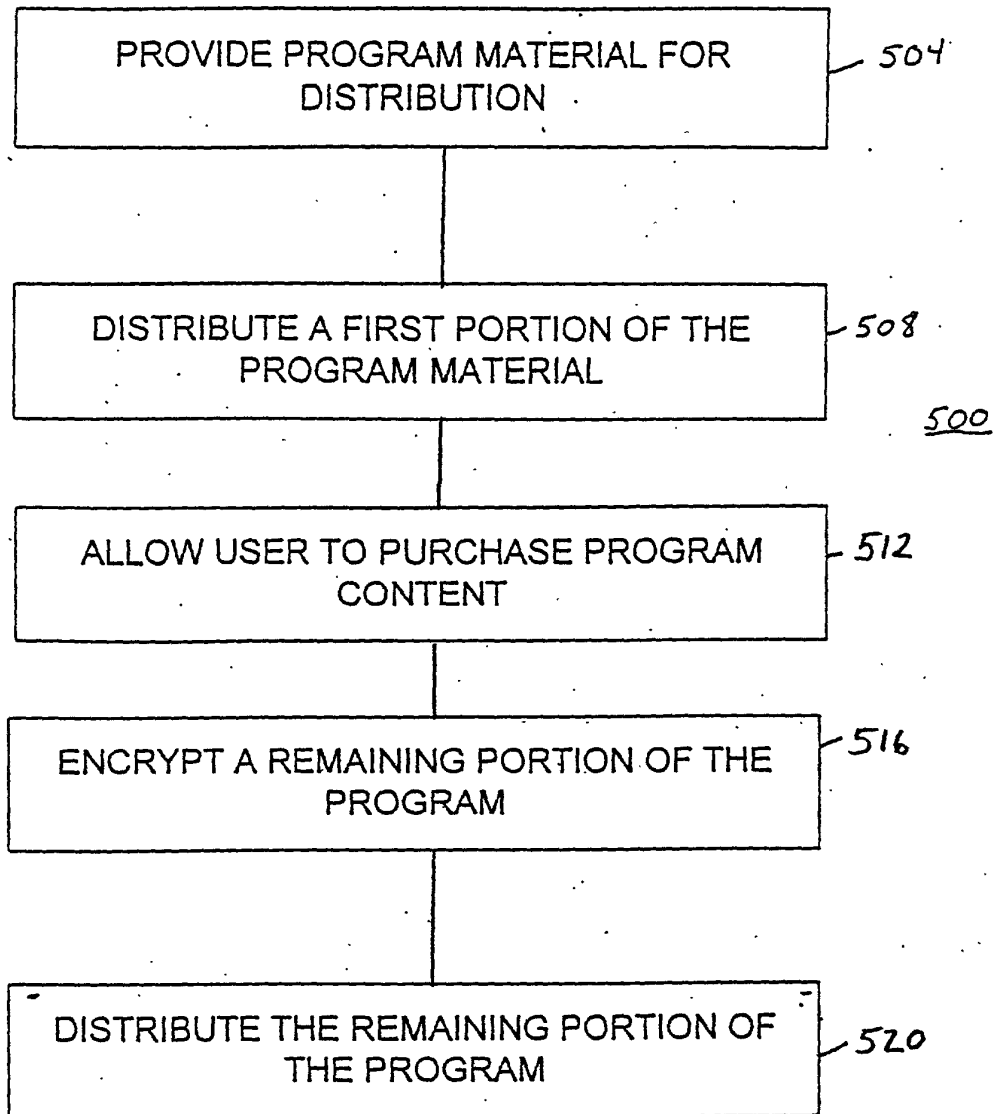 PROVIDE PROGRAM MATERIAL FOR
DISTRIBUTION
504
DISTRIBUTE A FIRST PORTION OF THE
PROGRAM MATERIAL
508
500
ALLOW USER TO PURCHASE PROGRAM
CONTENT
512
ENCRYPT A REMAINING PORTION OF THE
PROGRAM
516
DISTRIBUTE THE REMAINING PORTION OF
THE PROGRAM
520